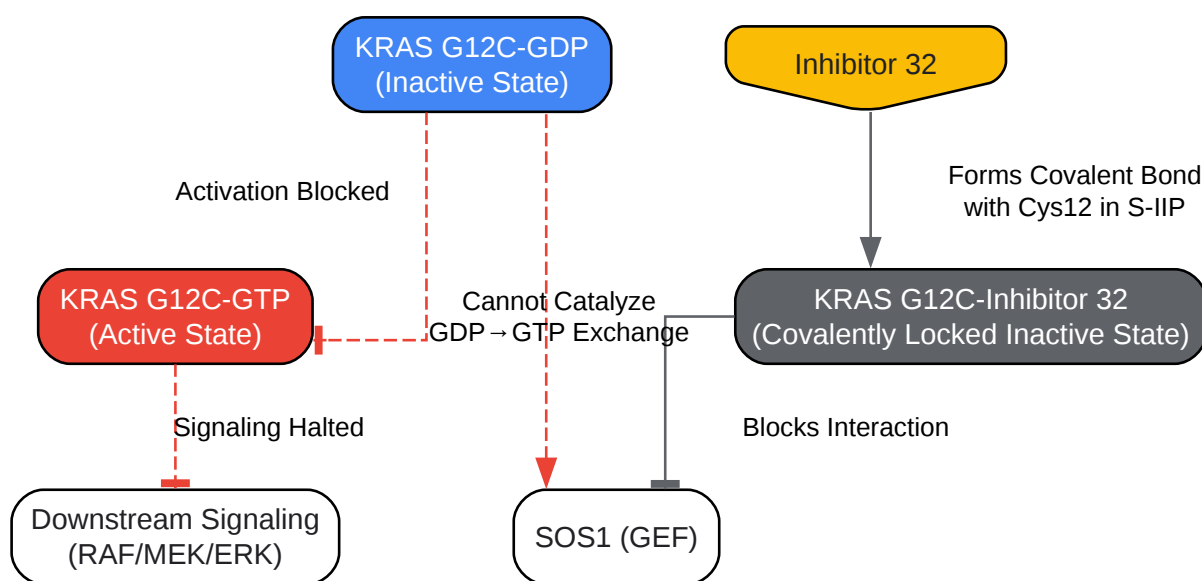 KRAS G12C-GDP
(Inactive State)
Inhibitor 32
Activation Blocked
Forms Covalent Bond
with Cys12 in S-IIP
KRAS G12C-GTP
(Active State)
Cannot Catalyze
GDP→GTP Exchange
KRAS G12C-Inhibitor 32
(Covalently Locked Inactive State)
Signaling Halted
Blocks Interaction
Downstream Signaling
(RAF/MEK/ERK)
SOS1 (GEF)